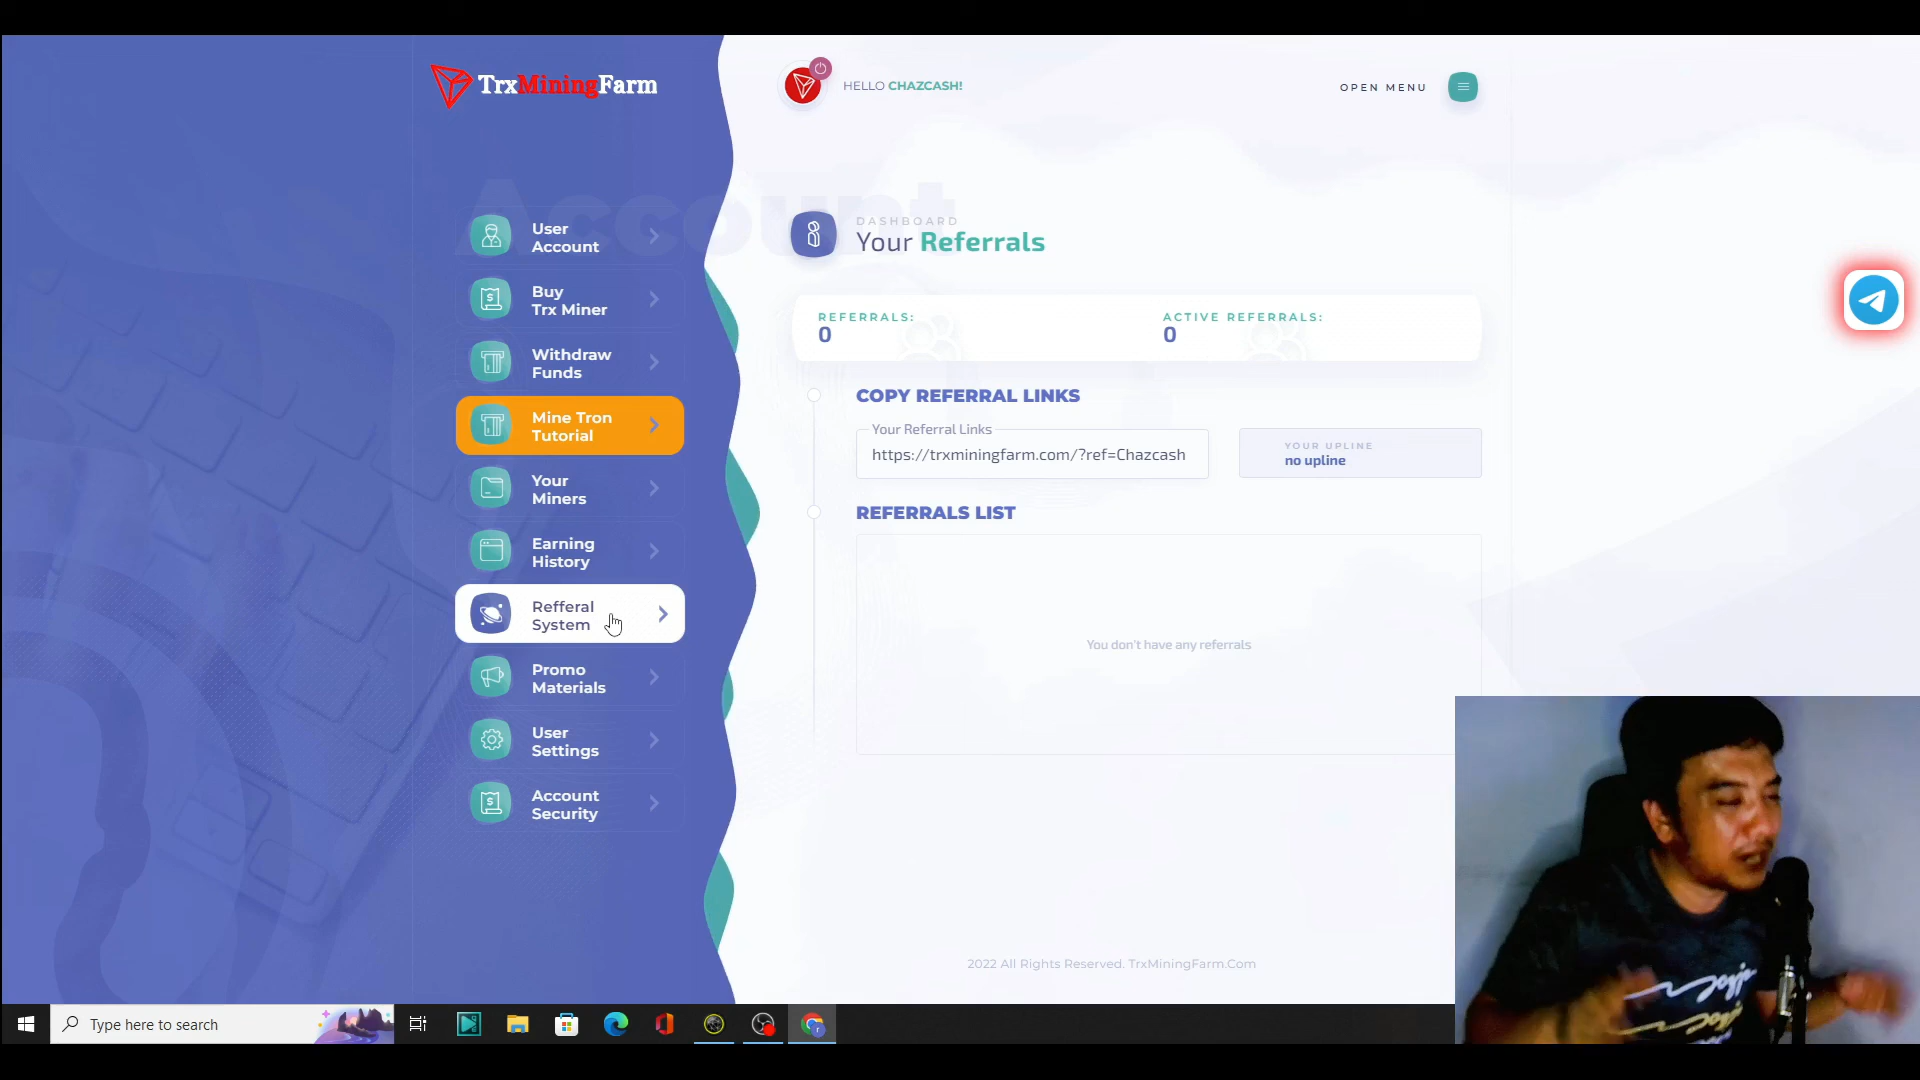 TrxMiningFarm
HELLO CHAZCASH!
OPEN MENU
Account
User
Account
Buy
Trx Miner
Withdraw
Funds
Mine Tron
Tutorial
Your
Miners
Earning
History
Refferal
System
Promo
Materials
User
Settings
Account
Security
DASHBOARD
Your Referrals
REFERRALS:
0
ACTIVE REFERRALS:
0
COPY REFERRAL LINKS
Your Referral Links
https://trxminingfarm.com/?ref=Chazcash
YOUR UPLINE
no upline
REFERRALS LIST
You don't have any referrals
2022 All Rights Reserved. TrxMiningFarm.Com
Type here to search